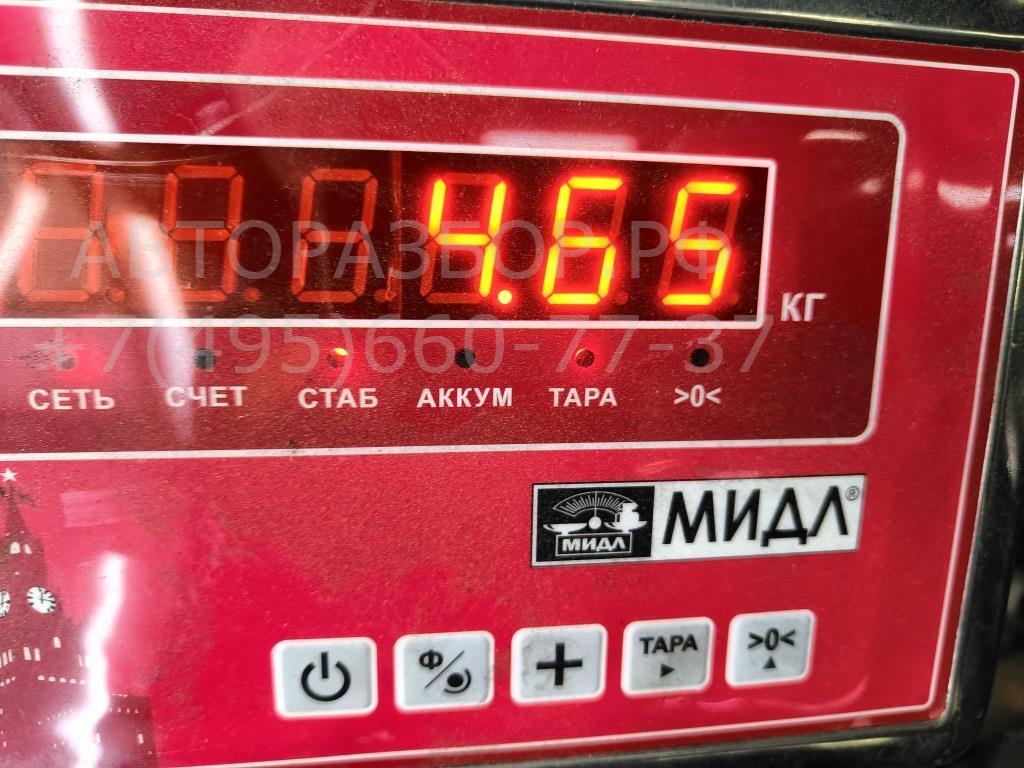 4.65
КГ
АВТОРАЗБОР.РФ
+7(495)660-77-37
СЕТЬ СЧЕТ СТАБ АККУМ ТАРА >0<
МИДЛ МИДЛ®
Ф + ТАРА >0<